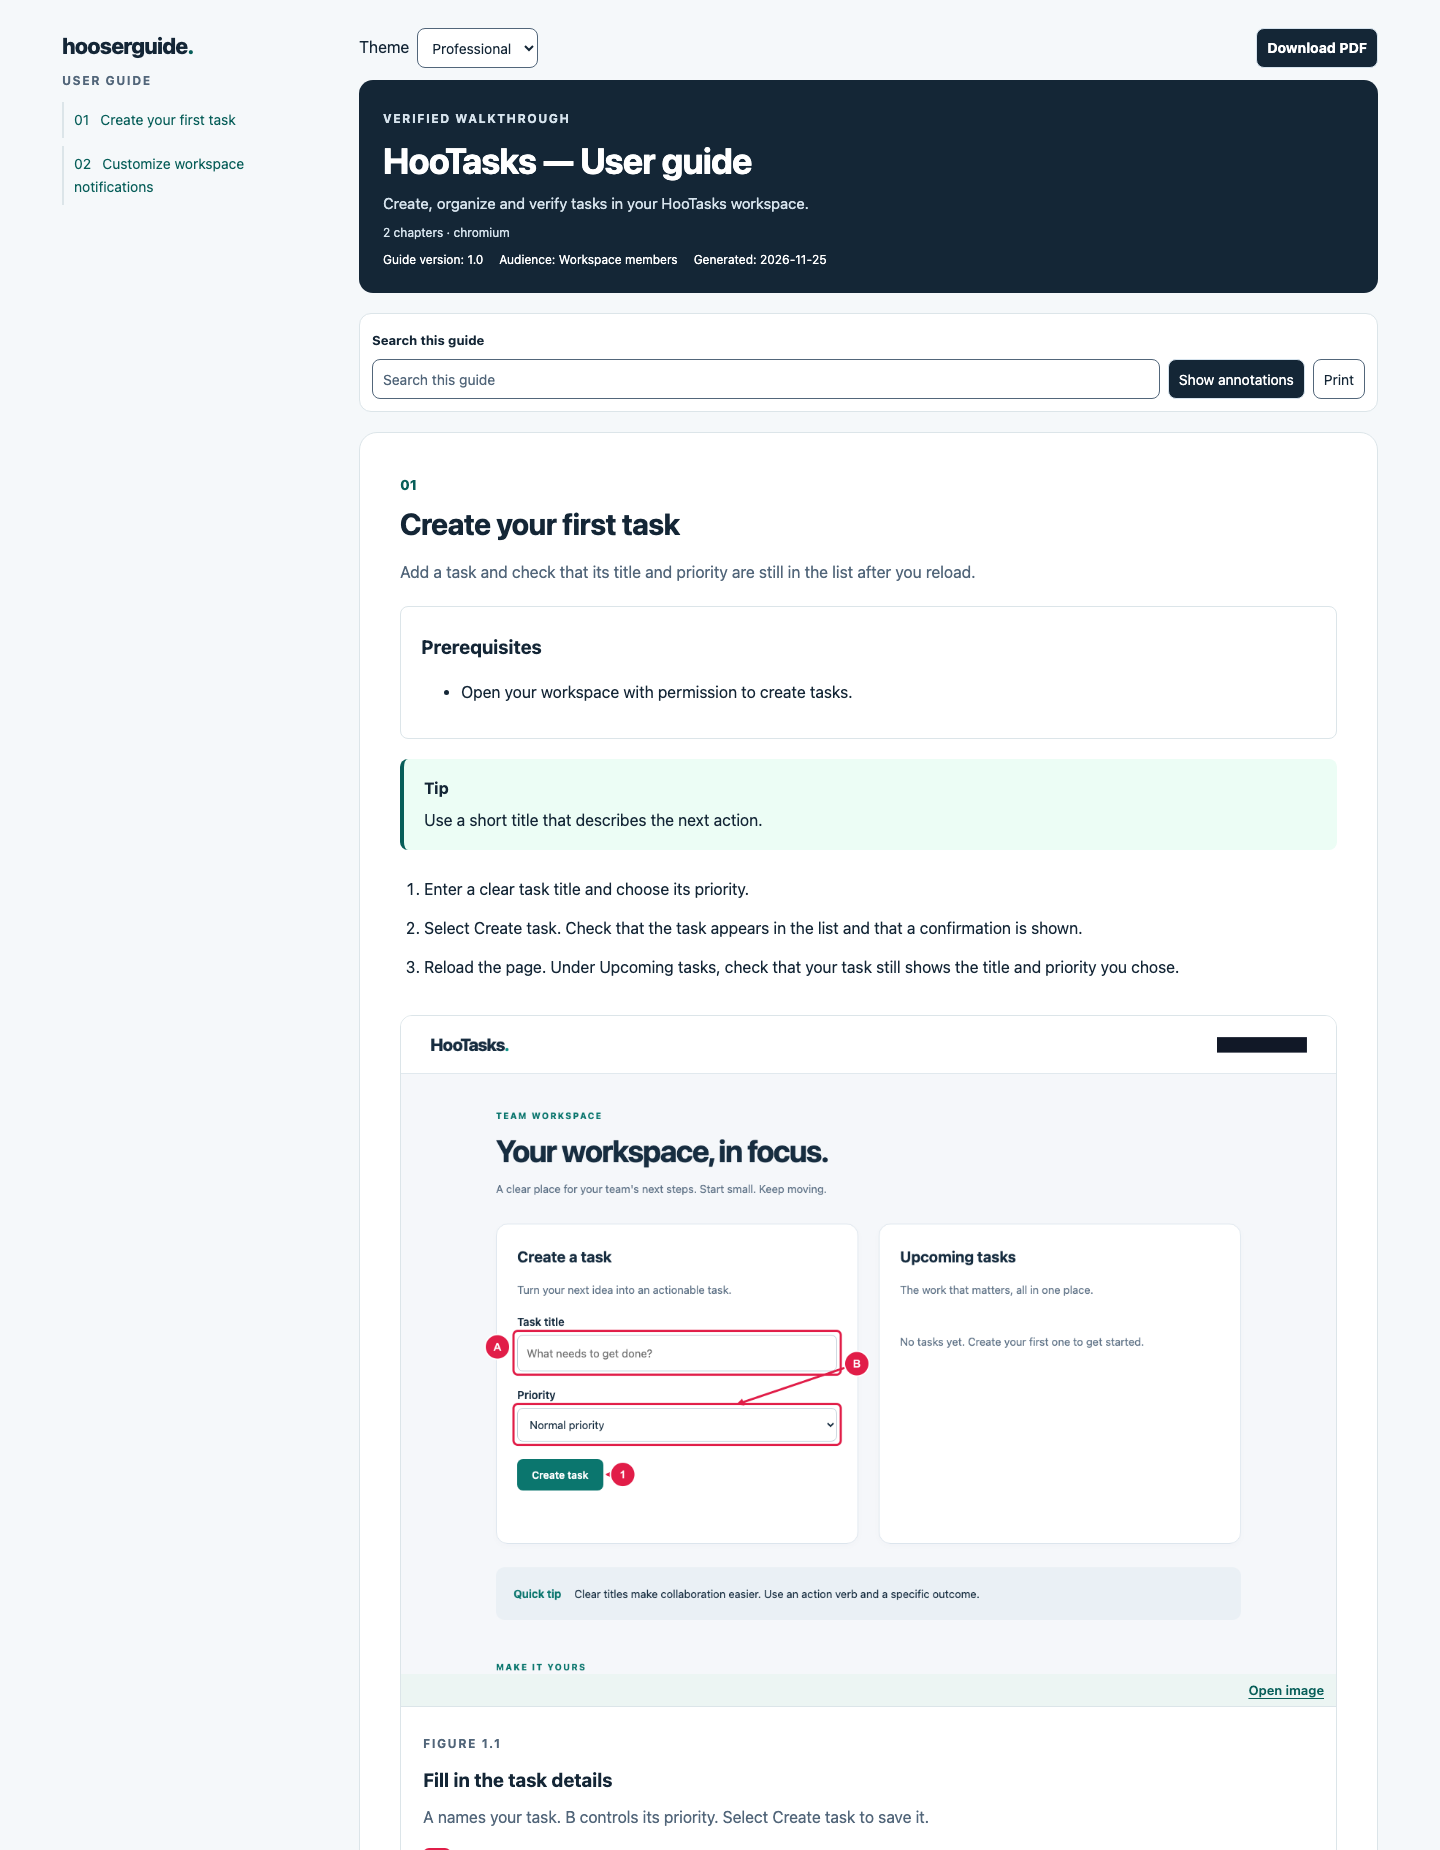 hooserguide.
USER GUIDE
01 Create your first task
02 Customize workspace
notifications
Theme Professional
Download PDF
VERIFIED WALKTHROUGH
HooTasks — User guide
Create, organize and verify tasks in your HooTasks workspace.
2 chapters · chromium
Guide version: 1.0 Audience: Workspace members Generated: 2026-11-25
Search this guide
Search this guide
Show annotations
Print
01
Create your first task
Add a task and check that its title and priority are still in the list after you reload.
Prerequisites
• Open your workspace with permission to create tasks.
Tip
Use a short title that describes the next action.
1. Enter a clear task title and choose its priority.
2. Select Create task. Check that the task appears in the list and that a confirmation is shown.
3. Reload the page. Under Upcoming tasks, check that your task still shows the title and priority you chose.
HooTasks.
TEAM WORKSPACE
Your workspace, in focus.
A clear place for your team's next steps. Start small. Keep moving.
Create a task
Turn your next idea into an actionable task.
Task title
A
What needs to get done?
B
Priority
Normal priority
Create task
1
Upcoming tasks
The work that matters, all in one place.
No tasks yet. Create your first one to get started.
Quick tip Clear titles make collaboration easier. Use an action verb and a specific outcome.
MAKE IT YOURS
Open image
FIGURE 1.1
Fill in the task details
A names your task. B controls its priority. Select Create task to save it.